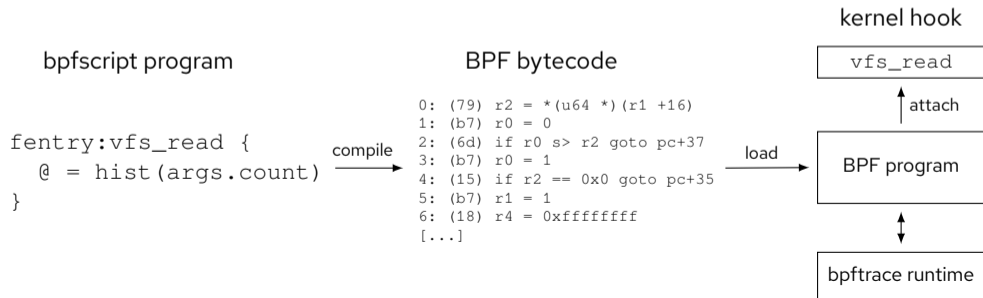 bpfscript program
fentry:vfs_read {
@ = hist(args.count)
}
compile
BPF bytecode
0: (79) r2 = *(u64 *)(r1 +16)
1: (b7) r0 = 0
2: (6d) if r0 s> r2 goto pc+37
3: (b7) r0 = 1
4: (15) if r2 == 0x0 goto pc+35
5: (b7) r1 = 1
6: (18) r4 = 0xffffffff
[...]
load
kernel hook
vfs_read
attach
BPF program
bpftrace runtime